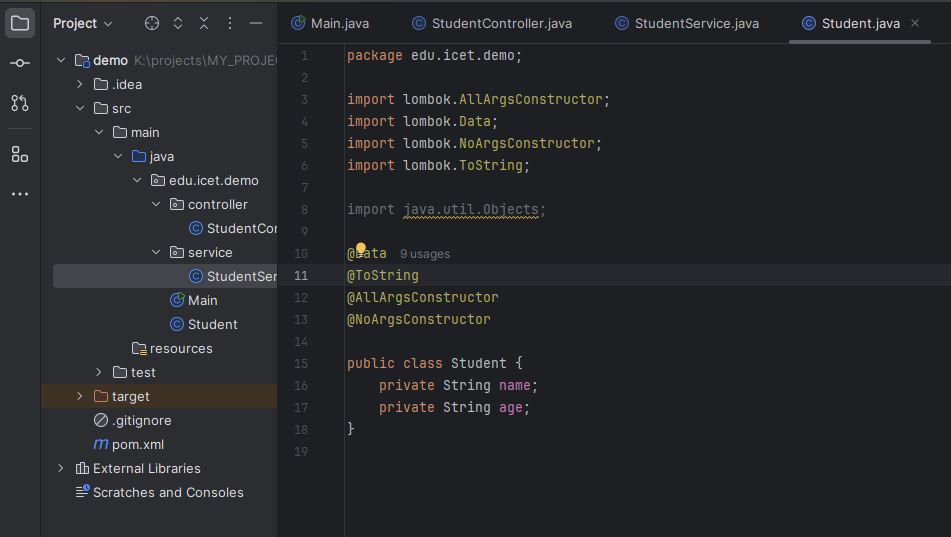 Project
Main.java
StudentController.java
StudentService.java
Student.java
demo K:\projects\MY_PROJE
.idea
src
main
java
edu.icet.demo
controller
StudentCor
service
StudentSer
Main
Student
resources
test
target
.gitignore
m pom.xml
External Libraries
Scratches and Consoles
1 package edu.icet.demo;
2
3 import lombok.AllArgsConstructor;
4 import lombok.Data;
5 import lombok.NoArgsConstructor;
6 import lombok.ToString;
7
8 import java.util.Objects;
9
10 @Data 9 usages
11 @ToString
12 @AllArgsConstructor
13 @NoArgsConstructor
14
15 public class Student {
16 private String name;
17 private String age;
18 }
19